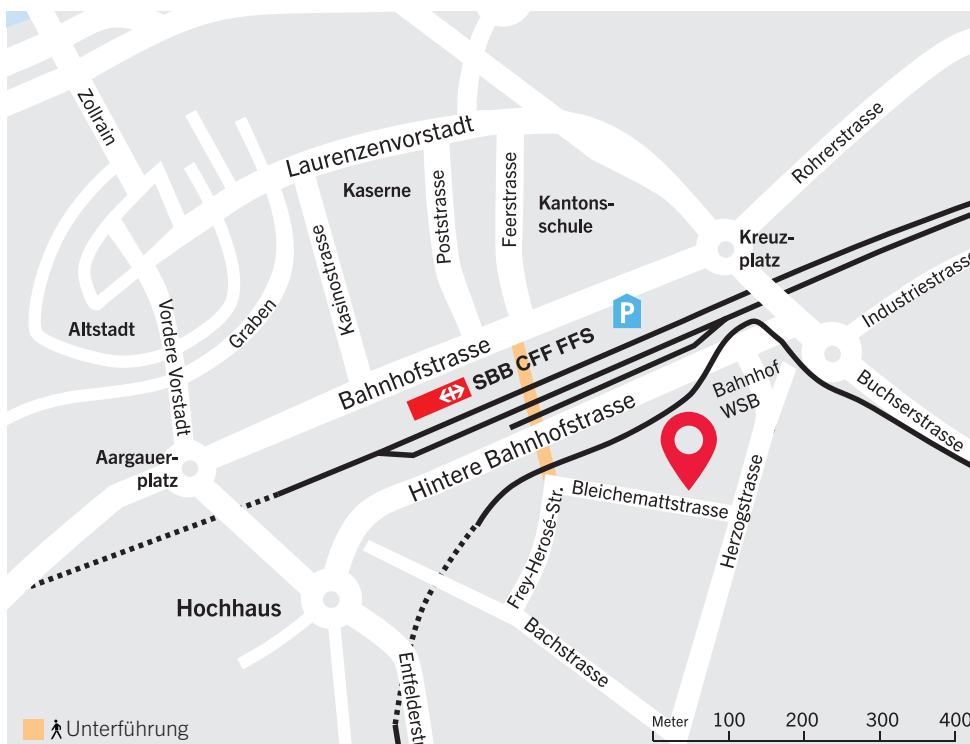 Zollrain
Laurenzenvorstadt
Rohrerstrasse
Kaserne
Poststrasse
Feerstrasse
Kantons-
schule
Kreuz-
platz
Industriestrasse
Kasinostrasse
Graben
Altstadt
Vordere Vorstadt
P
Bahnhofstrasse
SBB CFF FFS
Bahnhof
WSB
Buchserstrasse
Hintere Bahnhofstrasse
Aargauer-
platz
Bleichemattstrasse
Herzogstrasse
Frey-Herosé-Str.
Hochhaus
Bachstrasse
Entfelderstr
Unterführung
Meter 100 200 300 400